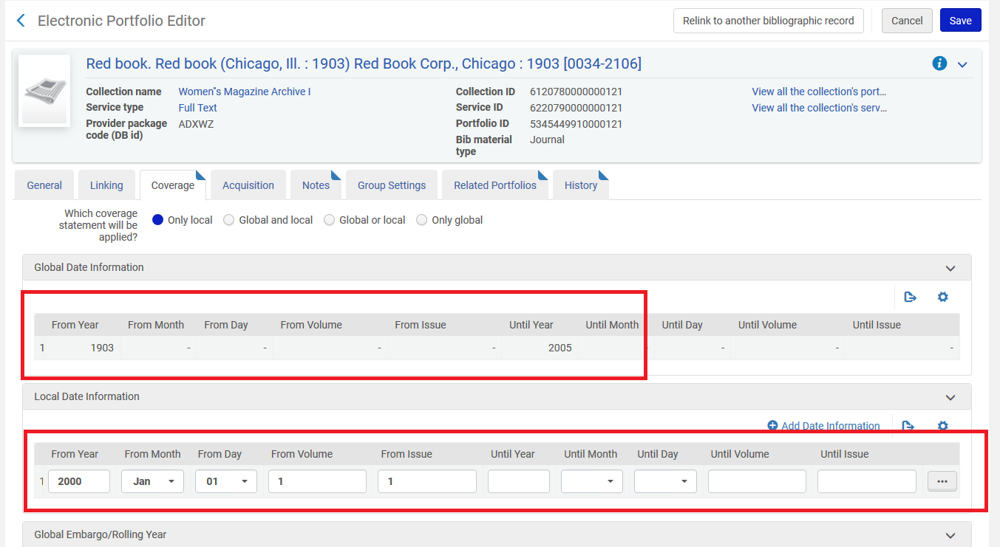 Electronic Portfolio Editor
Relink to another bibliographic record
Cancel
Save
Red book. Red book (Chicago, Ill. : 1903) Red Book Corp., Chicago : 1903 [0034-2106]
Collection name Women"s Magazine Archive I
Service type Full Text
Provider package code (DB id) ADXWZ
Collection ID 6120780000000121
Service ID 6220790000000121
Portfolio ID 5345449910000121
Bib material type Journal
View all the collection's port...
View all the collection's serv...
General Linking Coverage Acquisition Notes Group Settings Related Portfolios History
Which coverage statement will be applied?
Only local Global and local Global or local Only global
Global Date Information
From Year From Month From Day From Volume From Issue Until Year Until Month Until Day Until Volume Until Issue
1 1903 - - - - 2005 - - - -
Local Date Information
Add Date Information
From Year From Month From Day From Volume From Issue Until Year Until Month Until Day Until Volume Until Issue
1 2000 Jan 01 1 1
Global Embargo/Rolling Year